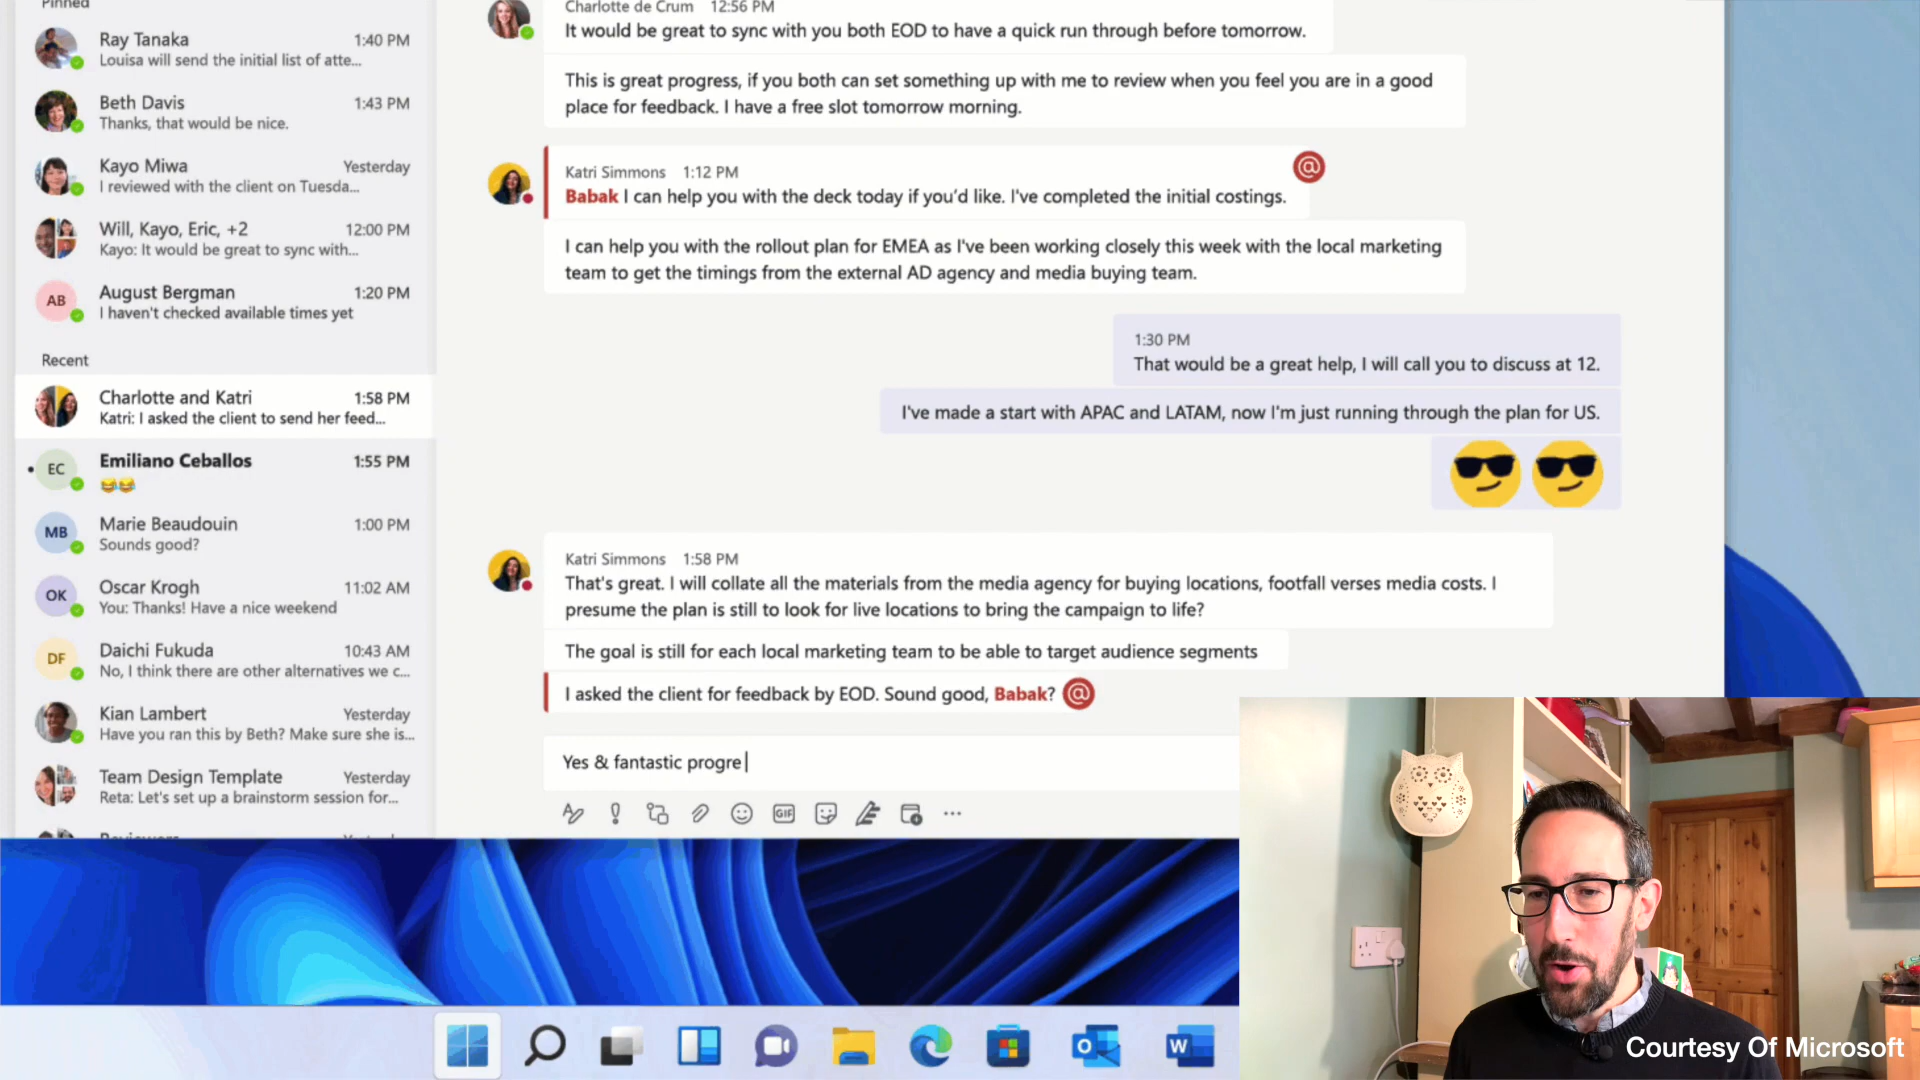 Pinned
Ray Tanaka 1:40 PM
Louisa will send the initial list of atte...
Beth Davis 1:43 PM
Thanks, that would be nice.
Kayo Miwa Yesterday
I reviewed with the client on Tuesda...
Will, Kayo, Eric, +2 12:00 PM
Kayo: It would be great to sync with...
AB
August Bergman 1:20 PM
I haven't checked available times yet
Recent
Charlotte and Katri 1:58 PM
Katri: I asked the client to send her feed...
EC
Emiliano Ceballos 1:55 PM
MB
Marie Beaudouin 1:00 PM
Sounds good?
OK
Oscar Krogh 11:02 AM
You: Thanks! Have a nice weekend
DF
Daichi Fukuda 10:43 AM
No, I think there are other alternatives we c...
Kian Lambert Yesterday
Have you ran this by Beth? Make sure she is...
Team Design Template Yesterday
Reta: Let's set up a brainstorm session for...
Charlotte de Crum 12:56 PM
It would be great to sync with you both EOD to have a quick run through before tomorrow.
This is great progress, if you both can set something up with me to review when you feel you are in a good
place for feedback. I have a free slot tomorrow morning.
Katri Simmons 1:12 PM
@
Babak I can help you with the deck today if you'd like. I've completed the initial costings.
I can help you with the rollout plan for EMEA as I've been working closely this week with the local marketing
team to get the timings from the external AD agency and media buying team.
1:30 PM
That would be a great help, I will call you to discuss at 12.
I've made a start with APAC and LATAM, now I'm just running through the plan for US.
Katri Simmons 1:58 PM
That's great. I will collate all the materials from the media agency for buying locations, footfall verses media costs. I
presume the plan is still to look for live locations to bring the campaign to life?
The goal is still for each local marketing team to be able to target audience segments
I asked the client for feedback by EOD. Sound good, Babak? @
Yes & fantastic progre
GIF
O
W
Courtesy Of Microsoft